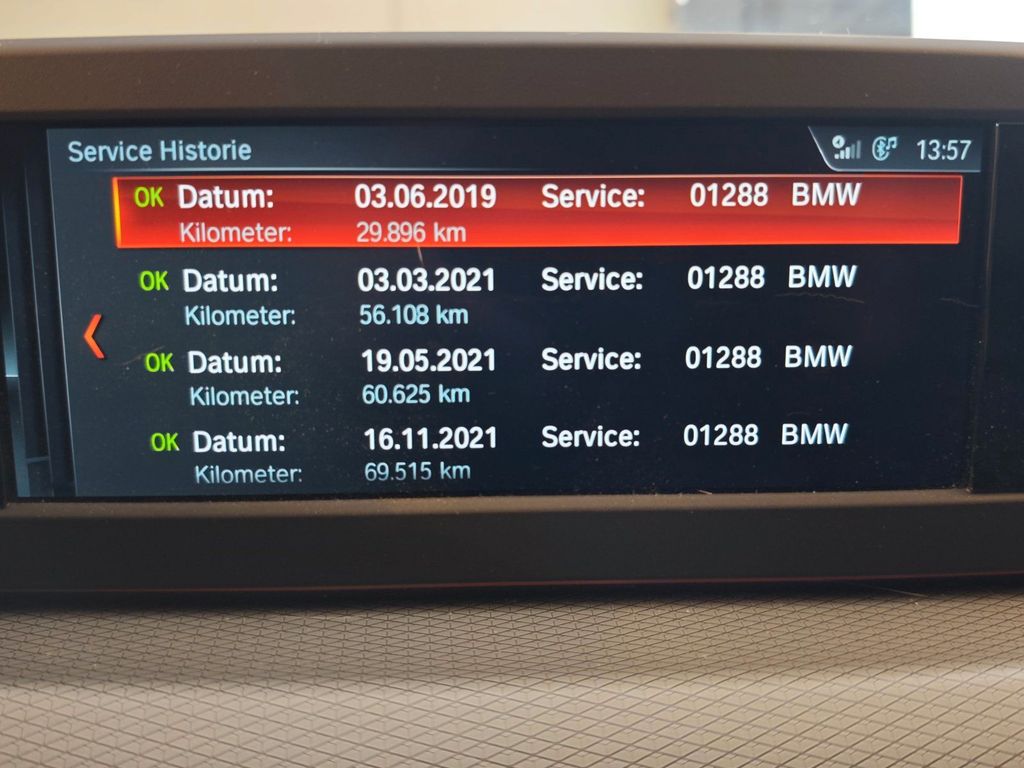 Service Historie 13:57
OK Datum: 03.06.2019 Service: 01288 BMW
Kilometer: 29.896 km
OK Datum: 03.03.2021 Service: 01288 BMW
Kilometer: 56.108 km
OK Datum: 19.05.2021 Service: 01288 BMW
Kilometer: 60.625 km
OK Datum: 16.11.2021 Service: 01288 BMW
Kilometer: 69.515 km